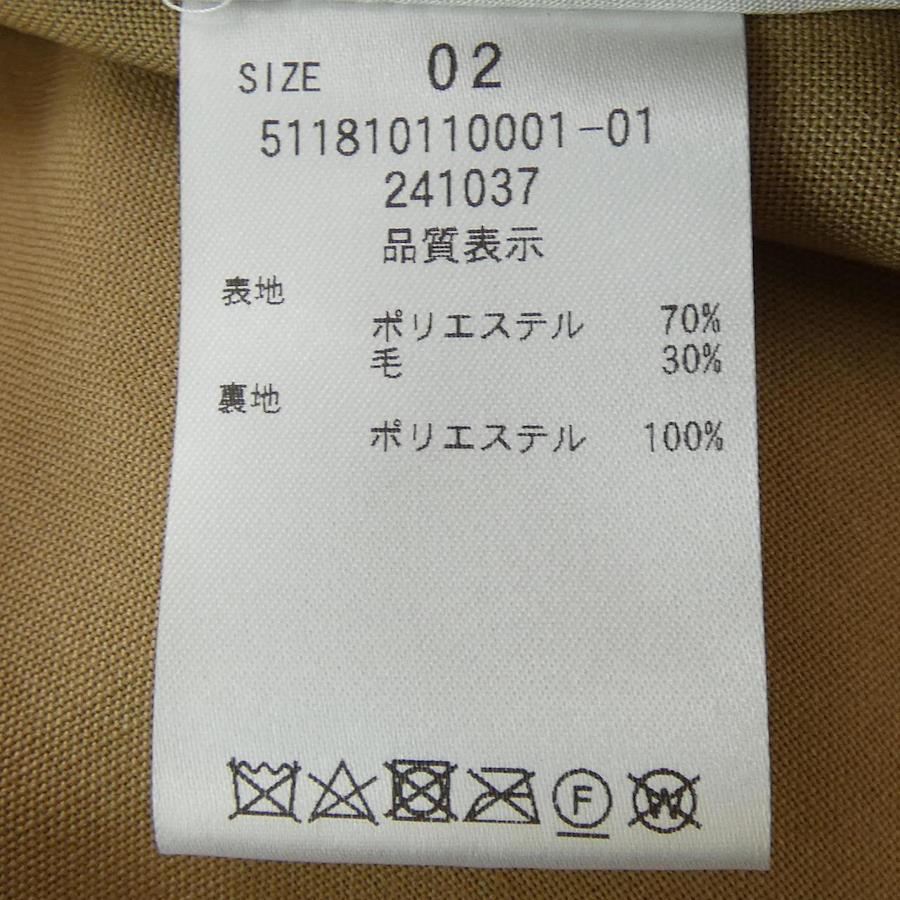 SIZE 02
511810110001-01
241037
品質表示
表地
ポリエステル 70%
毛 30%
裏地
ポリエステル 100%
F W